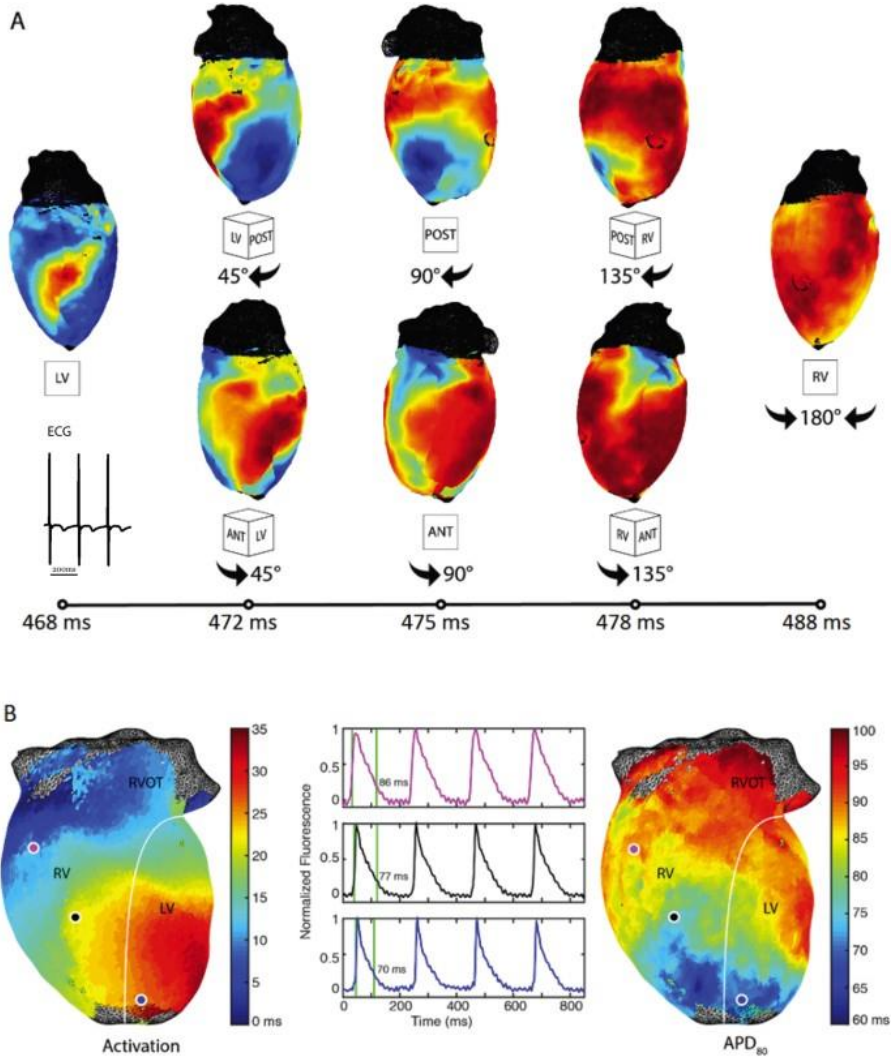 A
LV POST
45°
POST
90°
POST RV
135°
LV
RV
180°
ECG
200ms
ANT LV
45°
ANT
90°
RV ANT
135°
468 ms
472 ms
475 ms
478 ms
488 ms
B
RVOT
RV
LV
35
30
25
20
15
10
5
0 ms
Activation
Normalized Fluorescence
1
0.5
0
86 ms
1
0.5
0
77 ms
1
0.5
0
70 ms
0 200 400 600 800
Time (ms)
RVOT
RV
LV
100
95
90
85
80
75
70
65
60 ms
APD80